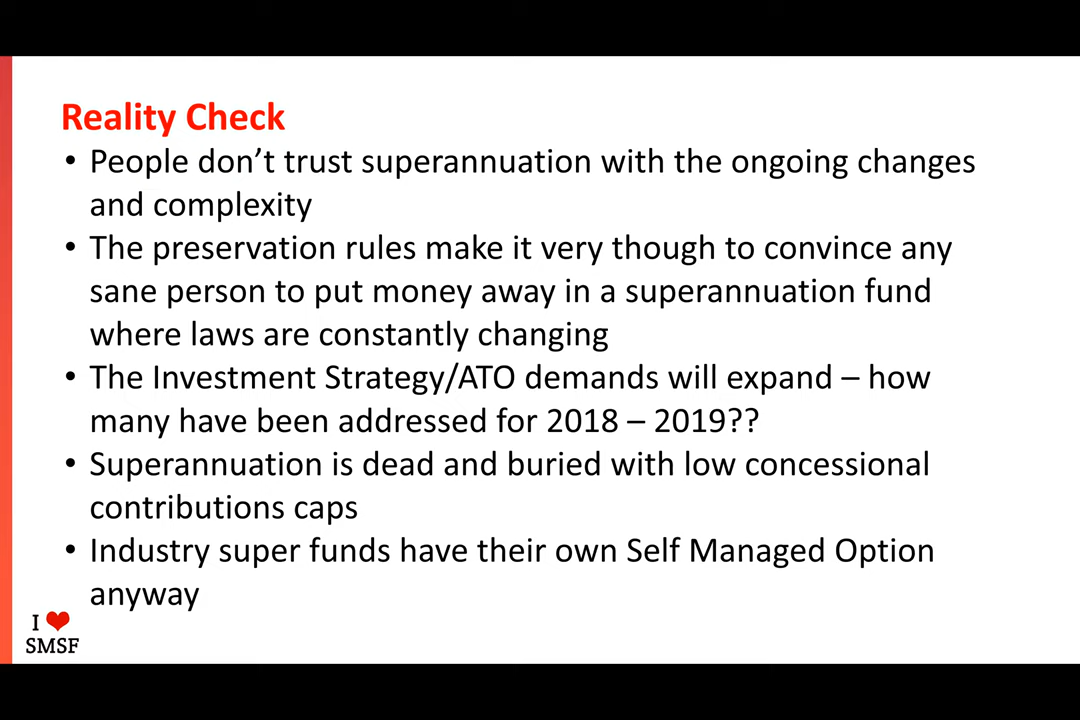 Reality Check
• People don’t trust superannuation with the ongoing changes
and complexity
• The preservation rules make it very though to convince any
sane person to put money away in a superannuation fund
where laws are constantly changing
• The Investment Strategy/ATO demands will expand – how
many have been addressed for 2018 – 2019??
• Superannuation is dead and buried with low concessional
contributions caps
• Industry super funds have their own Self Managed Option
anyway
I ❤
SMSF